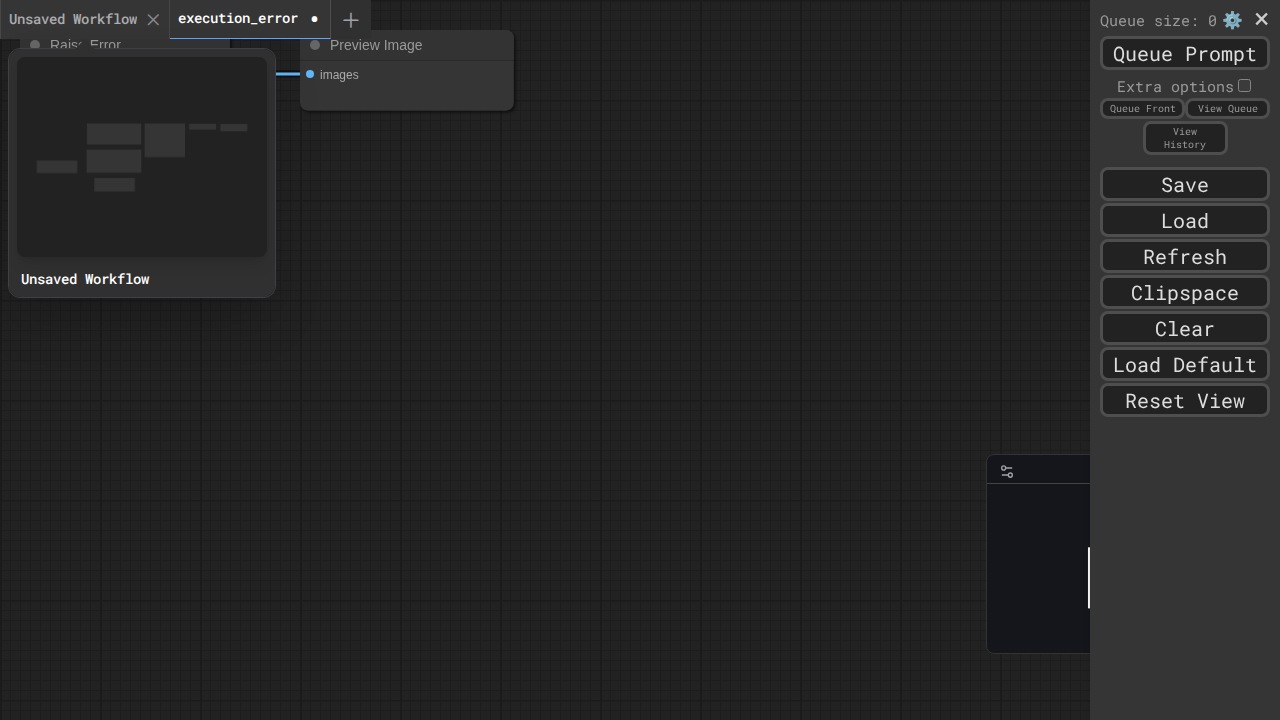 Unsaved Workflow
execution_error
Queue size: 0
Raise Error
Preview Image
images
Unsaved Workflow
Queue Prompt
Extra options
Queue Front
View Queue
View
History
Save
Load
Refresh
Clipspace
Clear
Load Default
Reset View